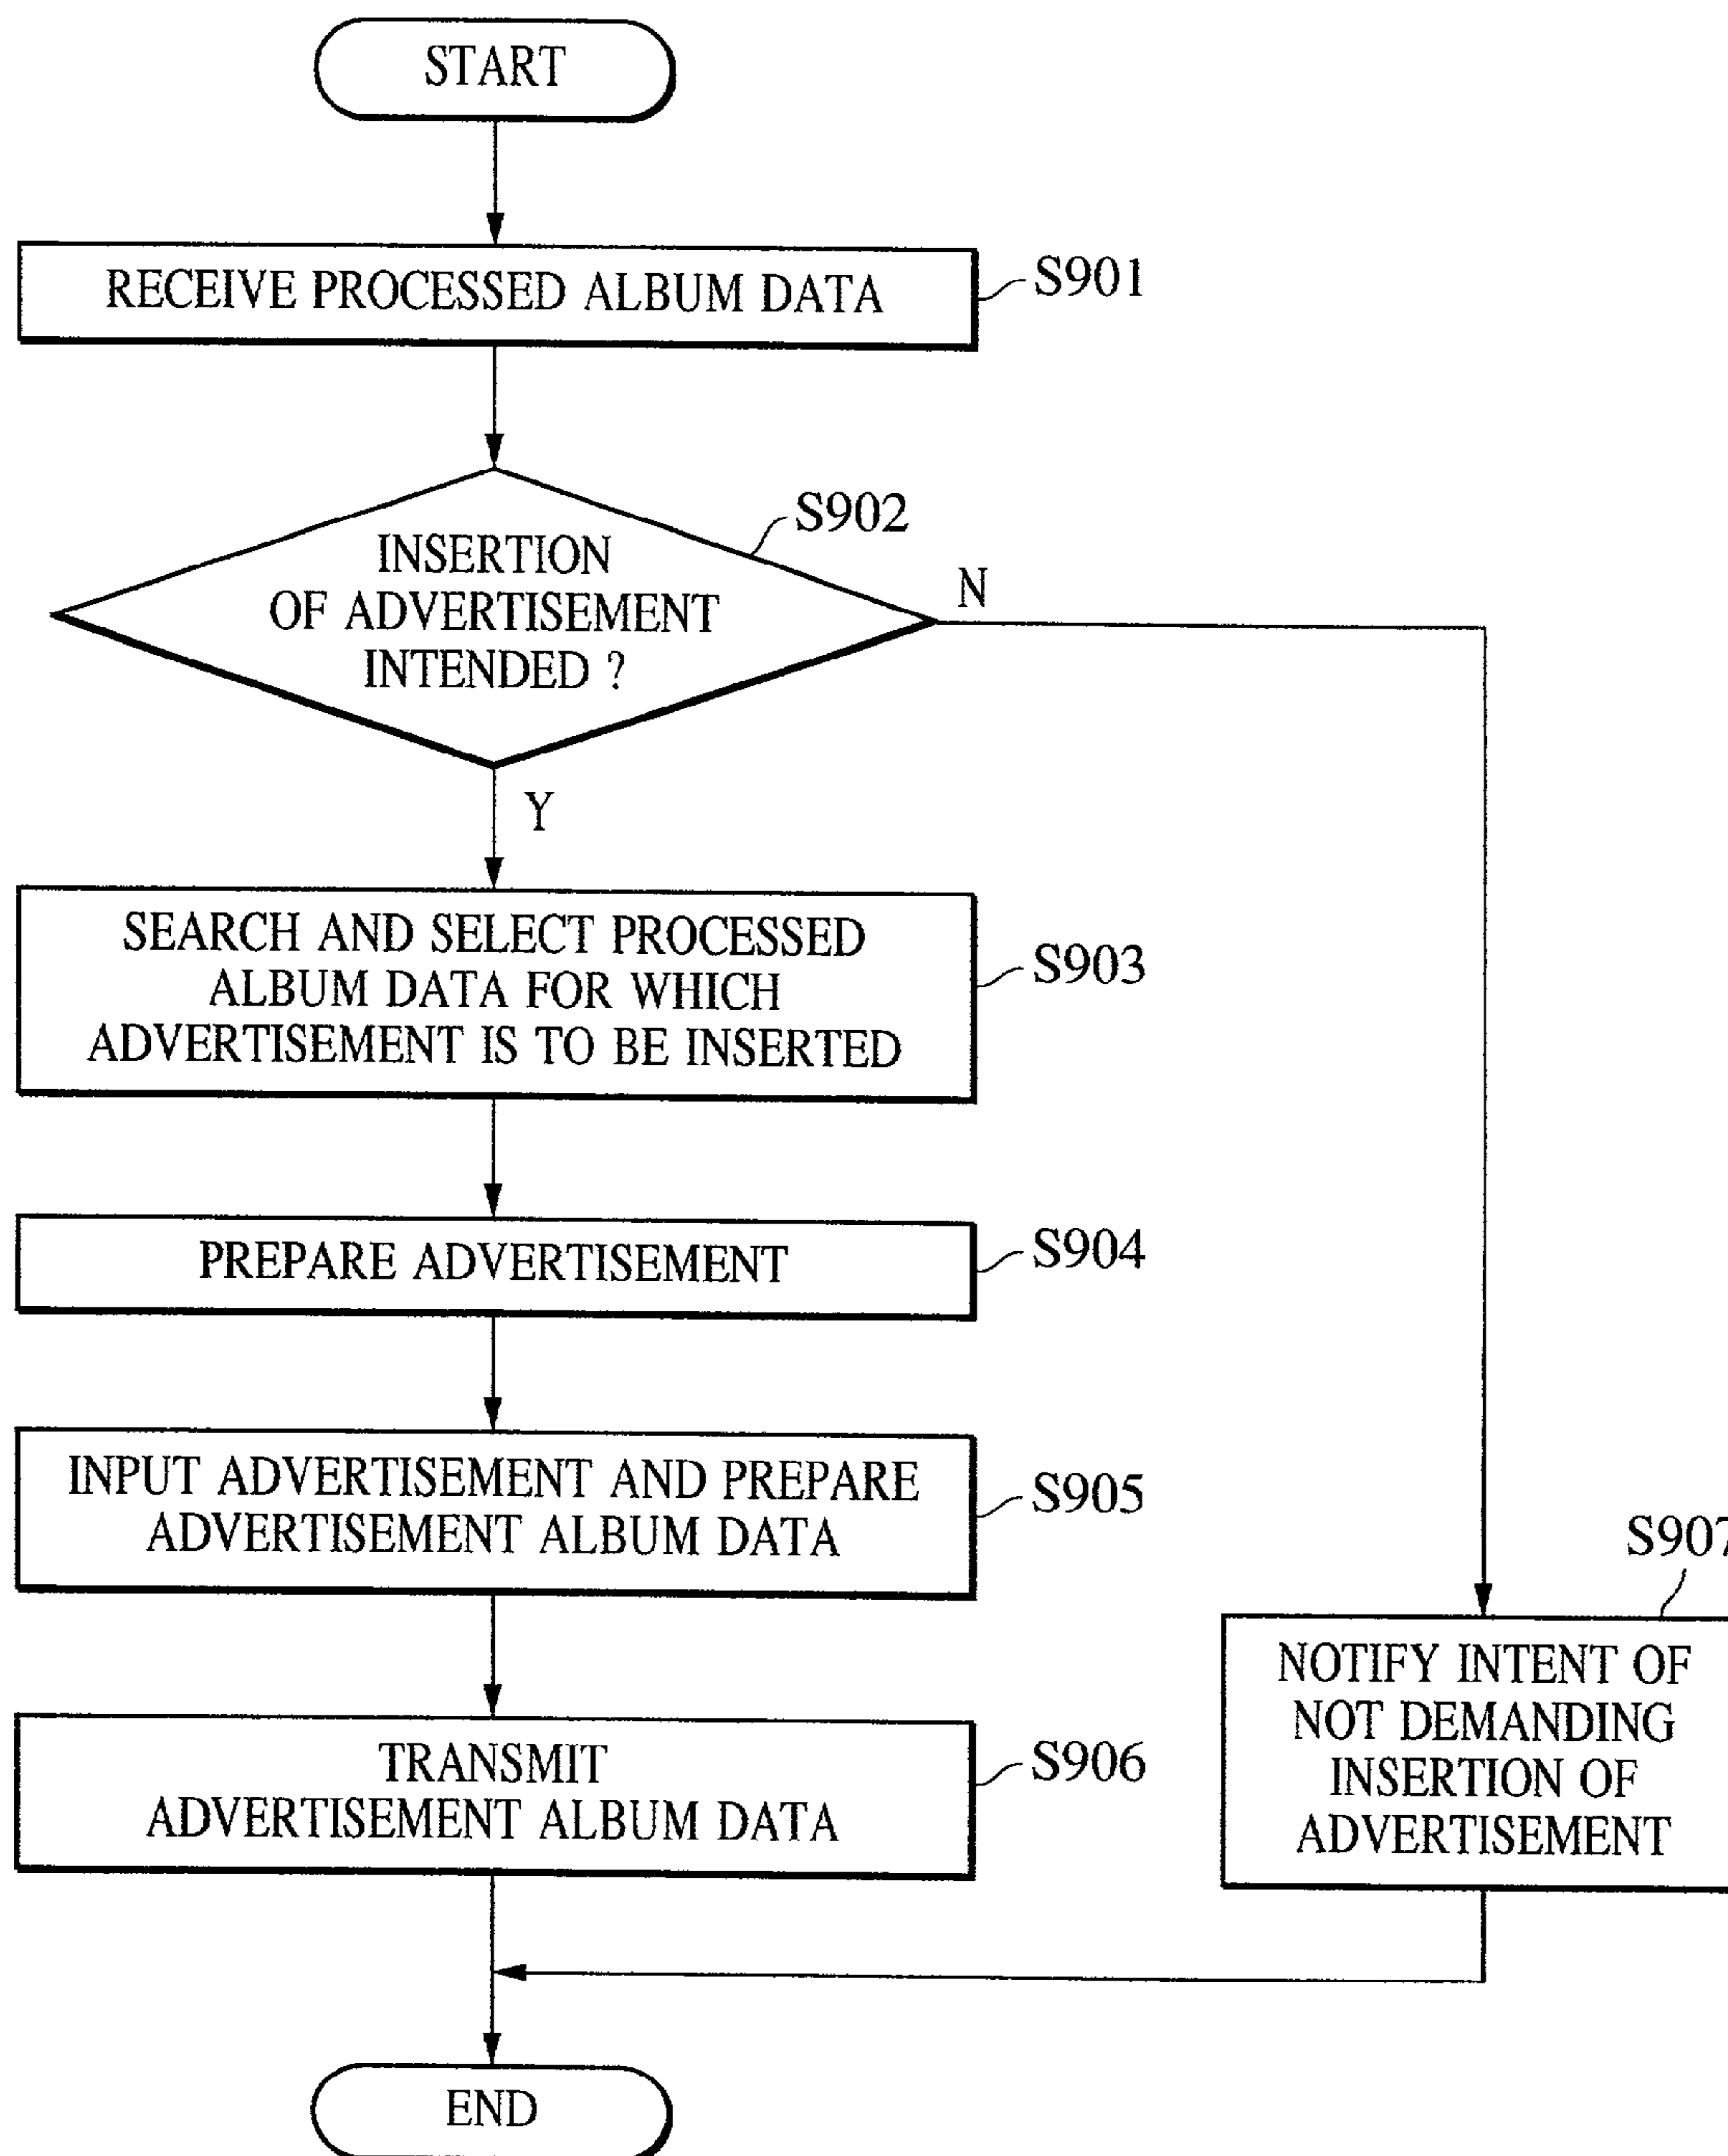 START
RECEIVE PROCESSED ALBUM DATA
S901
S902
INSERTION
OF ADVERTISEMENT
INTENDED ?
N
Y
SEARCH AND SELECT PROCESSED
ALBUM DATA FOR WHICH
ADVERTISEMENT IS TO BE INSERTED
S903
PREPARE ADVERTISEMENT
S904
INPUT ADVERTISEMENT AND PREPARE
ADVERTISEMENT ALBUM DATA
S905
S907
NOTIFY INTENT OF
NOT DEMANDING
INSERTION OF
ADVERTISEMENT
TRANSMIT
ADVERTISEMENT ALBUM DATA
S906
END